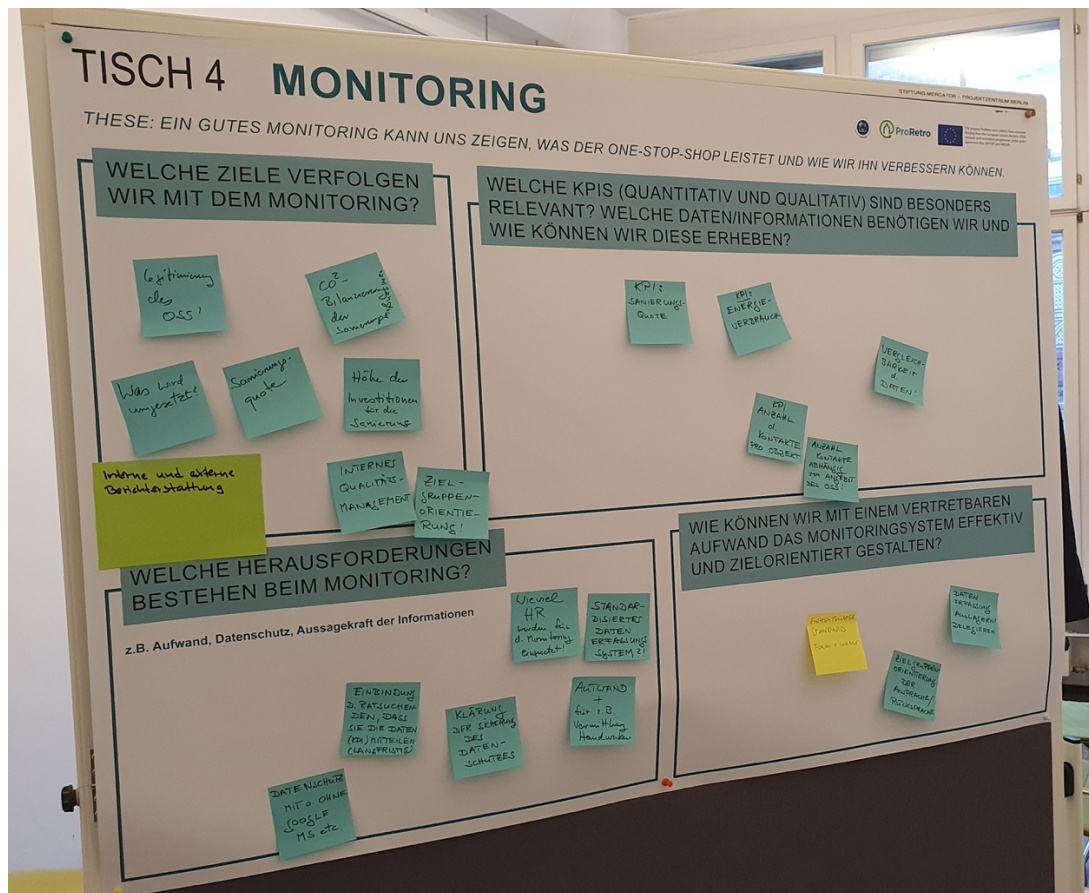 TISCH 4 MONITORING
STIFTUNG MERCATOR – PROJEKTZENTRUM BERLIN
THESE: EIN GUTES MONITORING KANN UNS ZEIGEN, WAS DER ONE-STOP-SHOP LEISTET UND WIE WIR IHN VERBESSERN KÖNNEN.
ProRetro
WELCHE ZIELE VERFOLGEN
WIR MIT DEM MONITORING?
Legitimierung
des
OSS!
CO2-
Bilanzierung
der
Was wird
umgesetzt?
Sanierungs-
quote
Höhe der
Investitionen
für die
Sanierung
Interne und externe
Berichterstattung
INTERNES
QUALITÄTS-
MANAGEMENT
ZIEL-
GRUPPEN-
ORIENTIE-
RUNG!
WELCHE KPIS (QUANTITATIV UND QUALITATIV) SIND BESONDERS
RELEVANT? WELCHE DATEN/INFORMATIONEN BENÖTIGEN WIR UND
WIE KÖNNEN WIR DIESE ERHEBEN?
KPI:
SANIERUNGS-
QUOTE
KPI:
ENERGIE-
VERBRAUCH
VERGLEICH-
BARKEIT
d.
DATEN!
KPI
ANZAHL
d.
KONTAKTE
PRO OBJEKT
ANZAHL
KONTAKTE
ABHÄNGIG
VOM ANGEBOT
DES OSS!
WELCHE HERAUSFORDERUNGEN
BESTEHEN BEIM MONITORING?
z.B. Aufwand, Datenschutz, Aussagekraft der Informationen
Wieviel
HR
werden für
d. Monitoring
eingesetzt!
STANDAR-
DISIERTES
DATEN
ERFASSUNGS
SYSTEM?!
EINBINDUNG
D. RATSUCHEN-
DEN, DASS
SIE DIE DATEN
MITTEILEN
(LANGFRISTIG)
KLÄRUNG
DER SICHERUNG
DES
DATEN-
SCHUTZES
AUFWAND
+
für z.B.
Vermittlung
Handwerker
DATENSCHUTZ
MIT o. OHNE
GOOGLE
MS etc.
WIE KÖNNEN WIR MIT EINEM VERTRETBAREN
AUFWAND DAS MONITORINGSYSTEM EFFEKTIV
UND ZIELORIENTIERT GESTALTEN?
STANDARD
DATEN
ERFASSUNG
AUSLAGERN/
DELEGIEREN
ZIELGRUPPEN
ORIENTIERUNG
DER
ANSPRACHE/
RÜCKSPRACHE